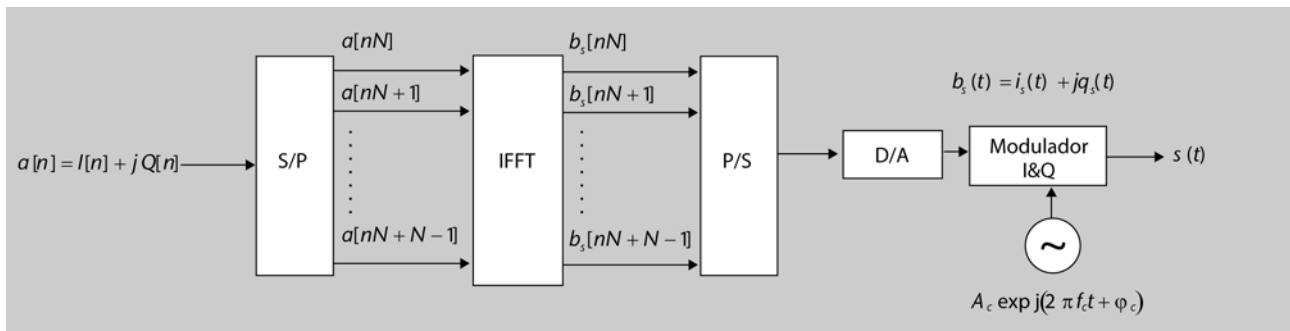 a[n] = I[n] + j Q[n]
S/P
a[nN]
a[nN + 1]
a[nN + N − 1]
IFFT
b_s[nN]
b_s[nN + 1]
b_s[nN + N − 1]
P/S
D/A
b_s(t) = i_s(t) + jq_s(t)
Modulador
I&Q
s(t)
~
A_c exp j(2 π f_c t + φ_c)